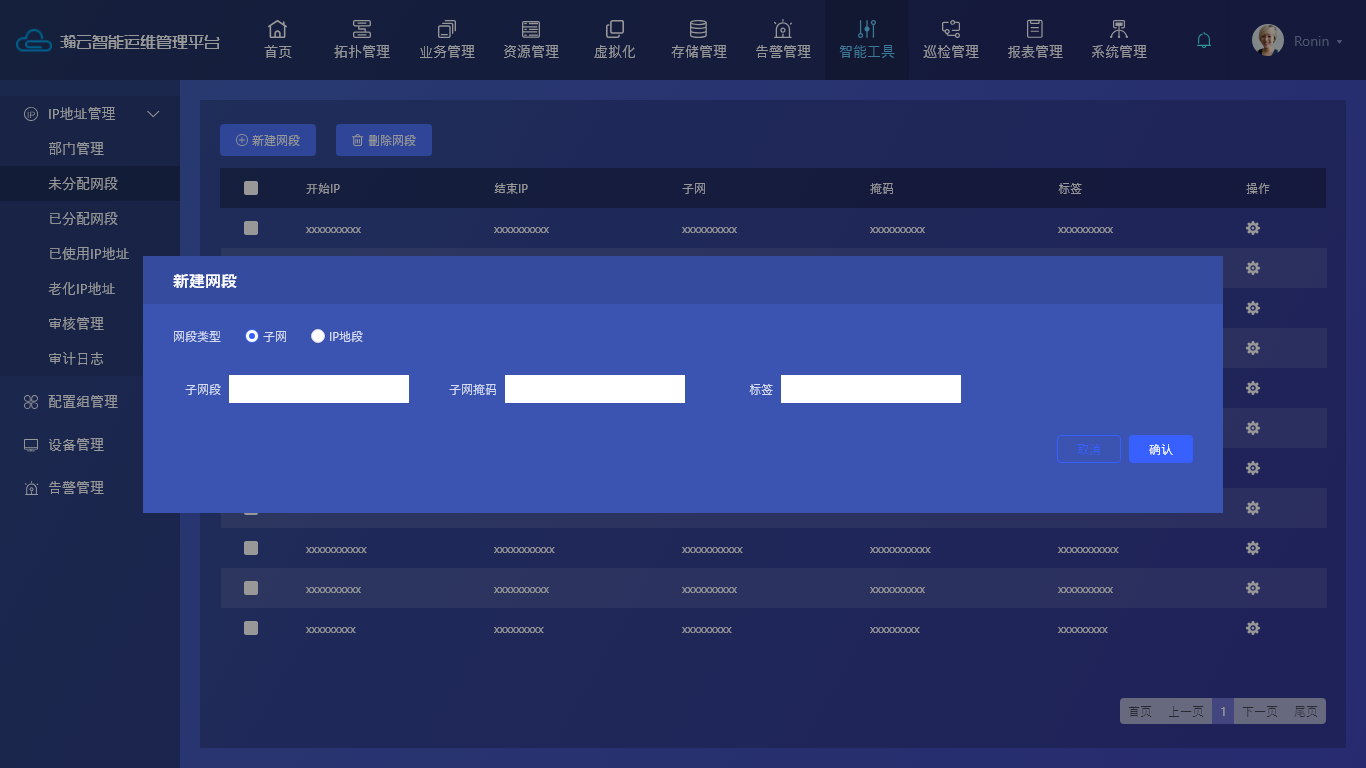 瀚云智能运维管理平台
首页 拓扑管理 业务管理 资源管理 虚拟化 存储管理 告警管理 智能工具 巡检管理 报表管理 系统管理
Ronin
IP地址管理
部门管理
未分配网段
已分配网段
已使用IP地址
老化IP地址
审核管理
审计日志
配置组管理
设备管理
告警管理
新建网段 删除网段
开始IP 结束IP 子网 掩码 标签 操作
xxxxxxxxxx xxxxxxxxxx xxxxxxxxxx xxxxxxxxxx xxxxxxxxxx
新建网段
网段类型 子网 IP地段
子网段 子网掩码 标签
取消 确认
xxxxxxxxxxx xxxxxxxxxxx xxxxxxxxxxx xxxxxxxxxxx xxxxxxxxxxx
xxxxxxxxxx xxxxxxxxxx xxxxxxxxxx xxxxxxxxxx xxxxxxxxxx
xxxxxxxxx xxxxxxxxx xxxxxxxxx xxxxxxxxx xxxxxxxxx
首页 上一页 1 下一页 尾页